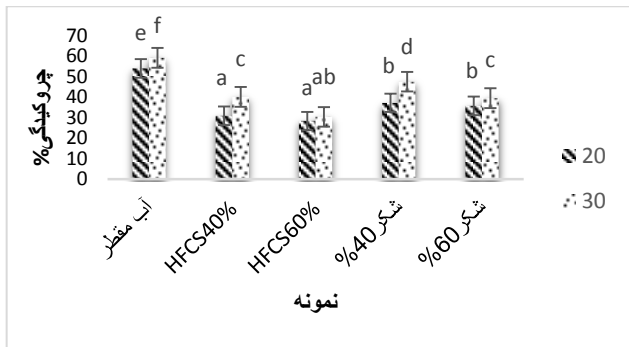 70
60
50
40
30
20
10
0
چروکیدگی%
e f
a c
a ab
b d
b c
آب مقطر
HFCS40%
HFCS60%
شکر40%
شکر60%
نمونه
20
30